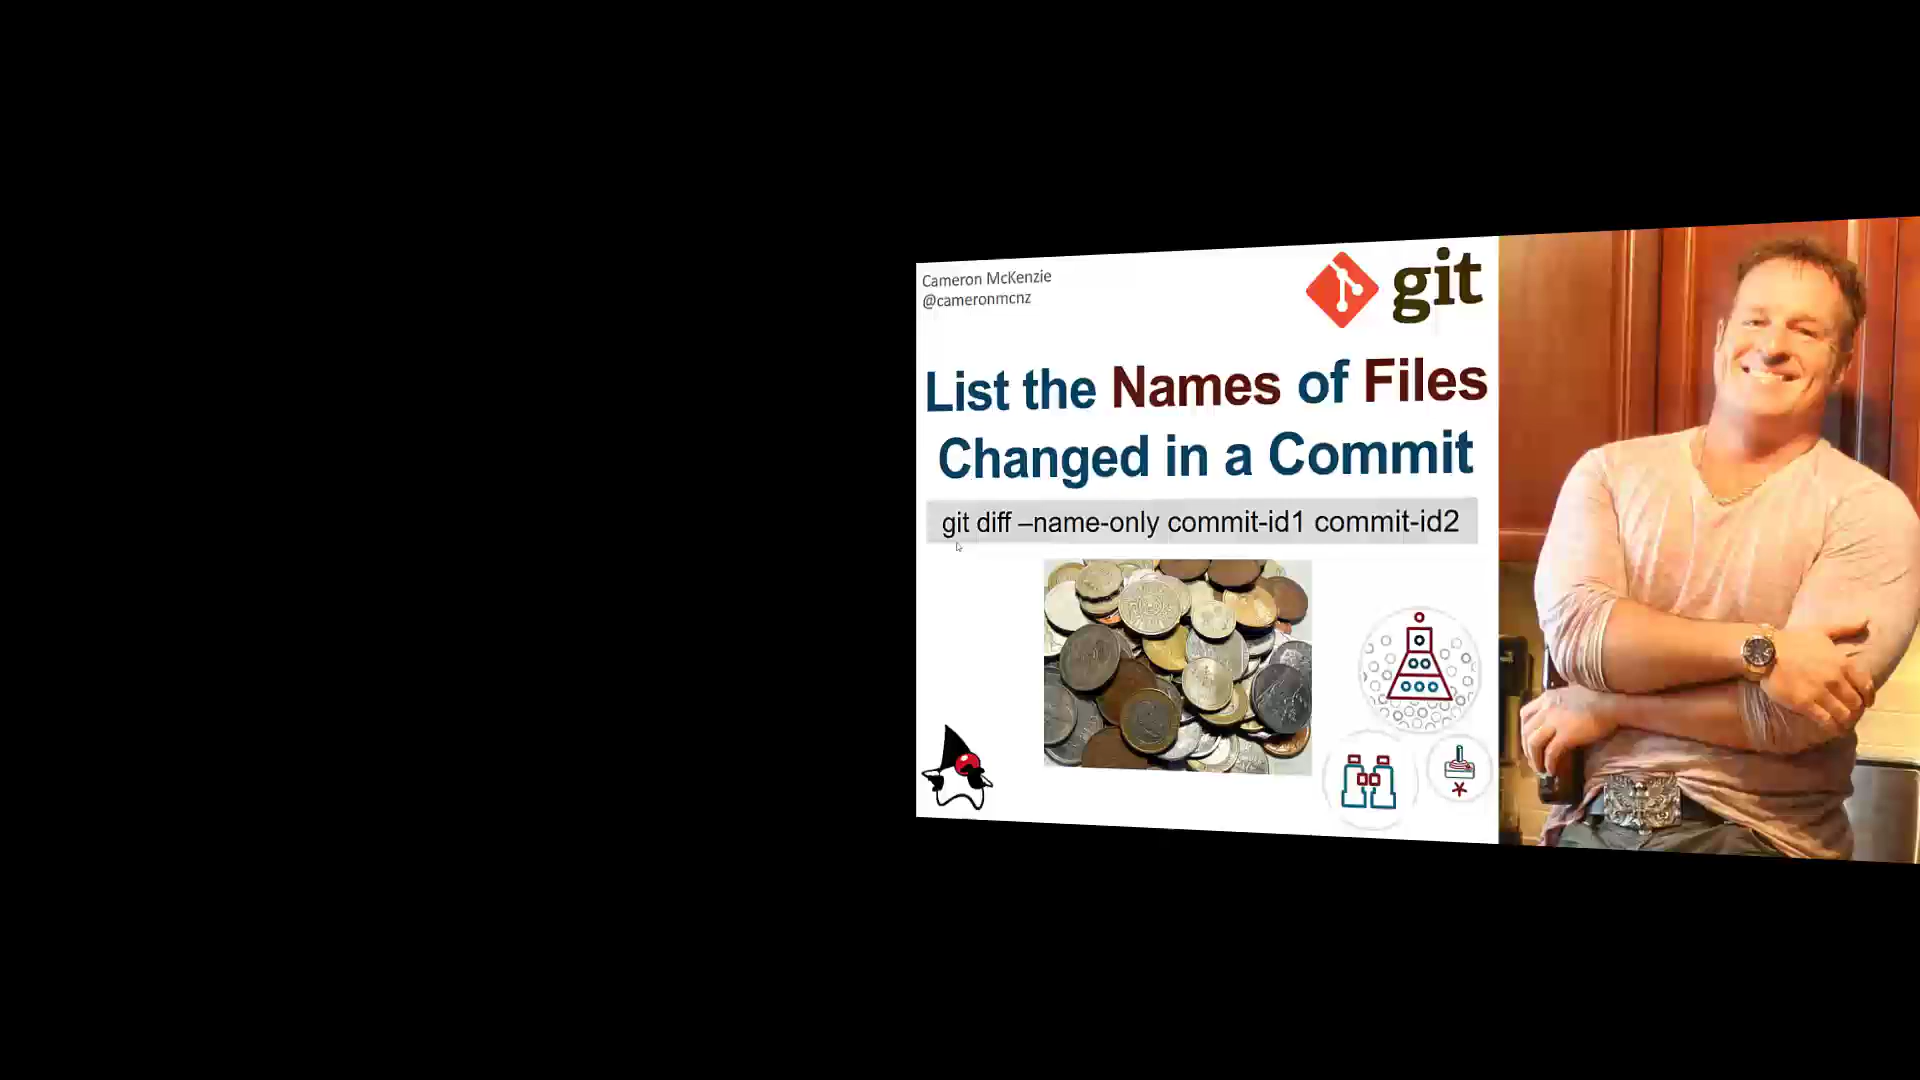 Cameron McKenzie
@cameronmcnz
git
List the Names of Files
Changed in a Commit
git diff –name-only commit-id1 commit-id2